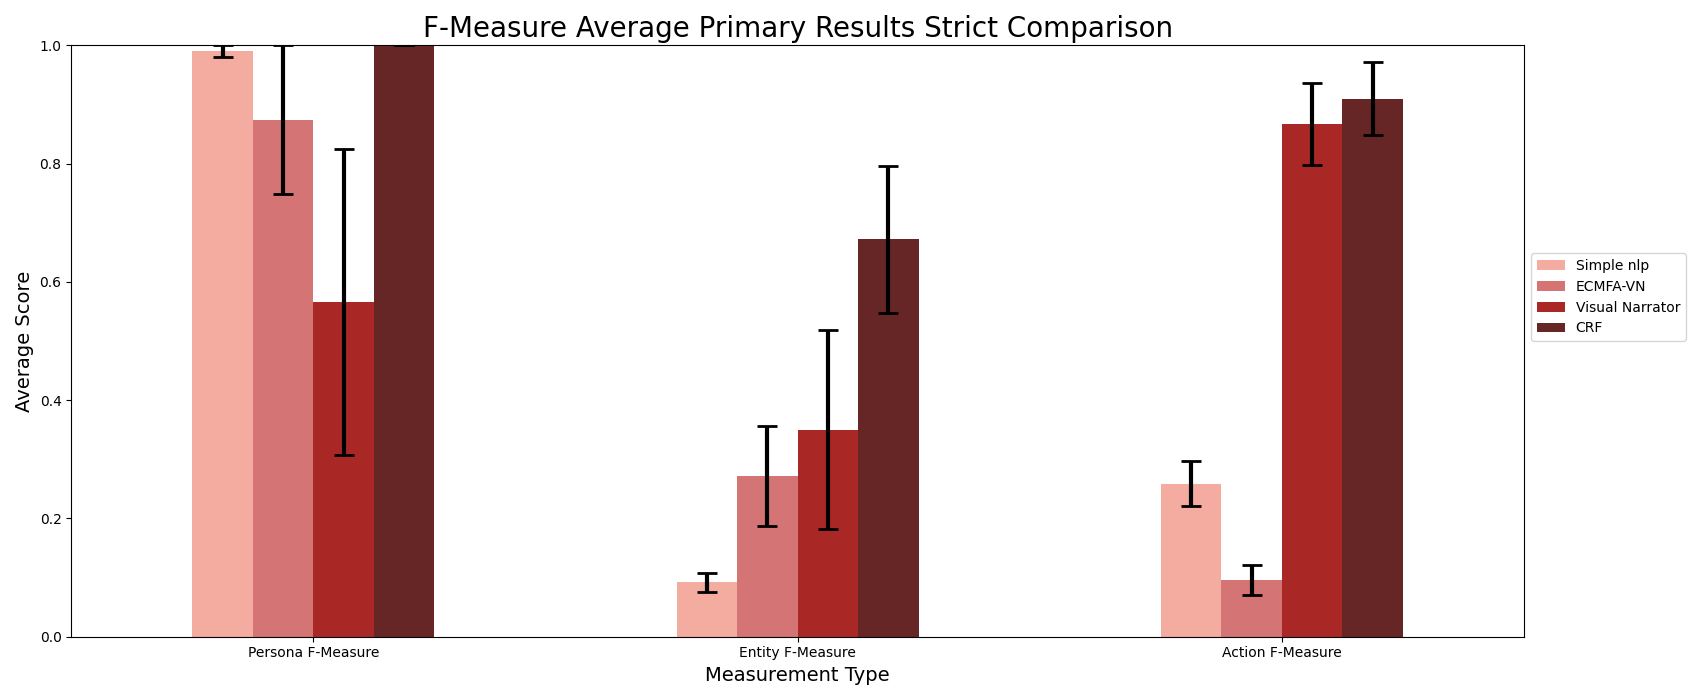 F-Measure Average Primary Results Strict Comparison
Average Score
1.0
0.8
0.6
0.4
0.2
0.0
Persona F-Measure
Entity F-Measure
Action F-Measure
Measurement Type
Simple nlp
ECMFA-VN
Visual Narrator
CRF